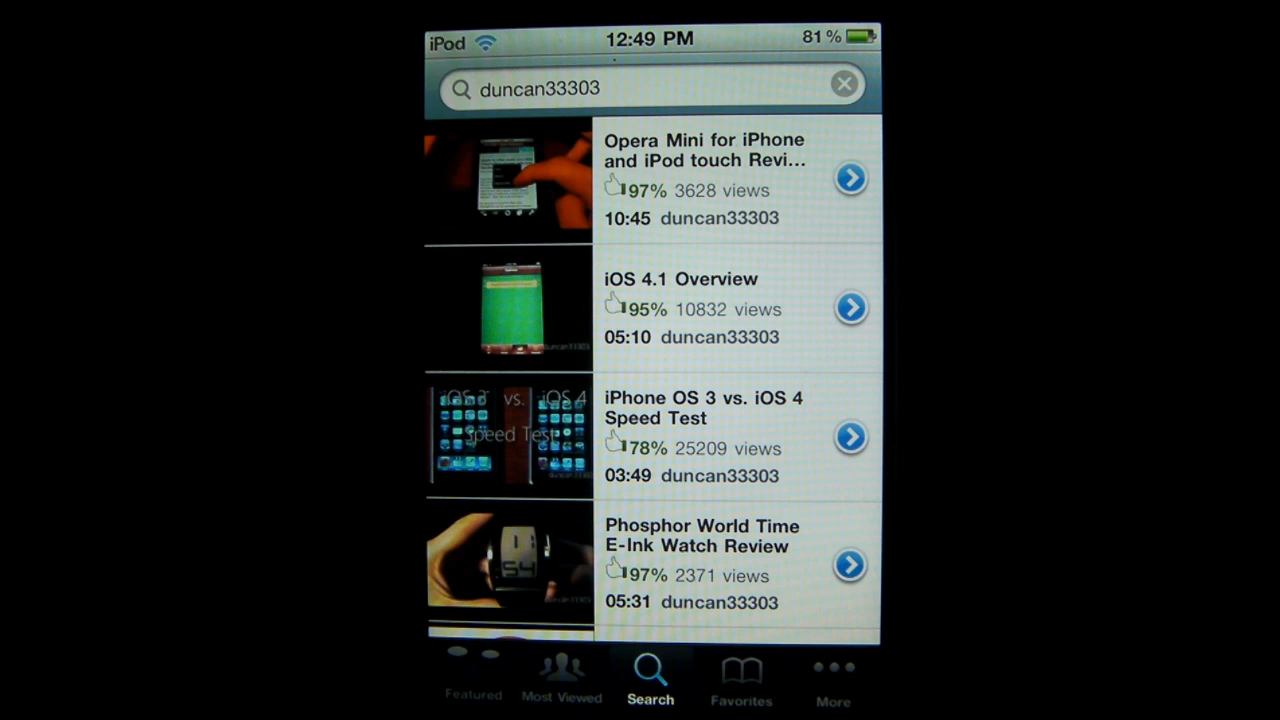 iPod 12:49 PM 81 %
duncan33303
Opera Mini for iPhone
and iPod touch Revi...
97% 3628 views
10:45 duncan33303
iOS 4.1 Overview
95% 10832 views
05:10 duncan33303
duncan33303
iOS 3 vs. iOS 4
Speed Test
iPhone OS 3 vs. iOS 4
Speed Test
78% 25209 views
03:49 duncan33303
1
54
Phosphor World Time
E-Ink Watch Review
97% 2371 views
05:31 duncan33303
Featured Most Viewed Search Favorites More